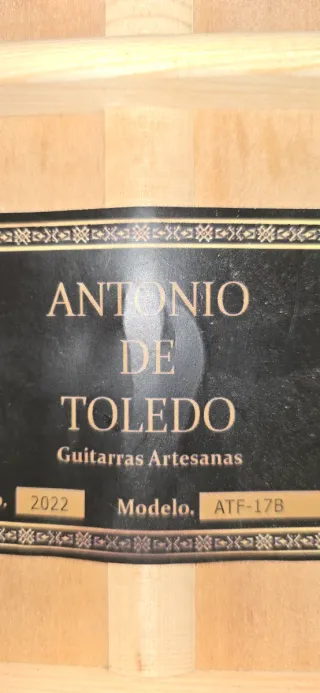 ANTONIO
DE
TOLEDO
Guitarras Artesanas
2022 Modelo. ATF-17B